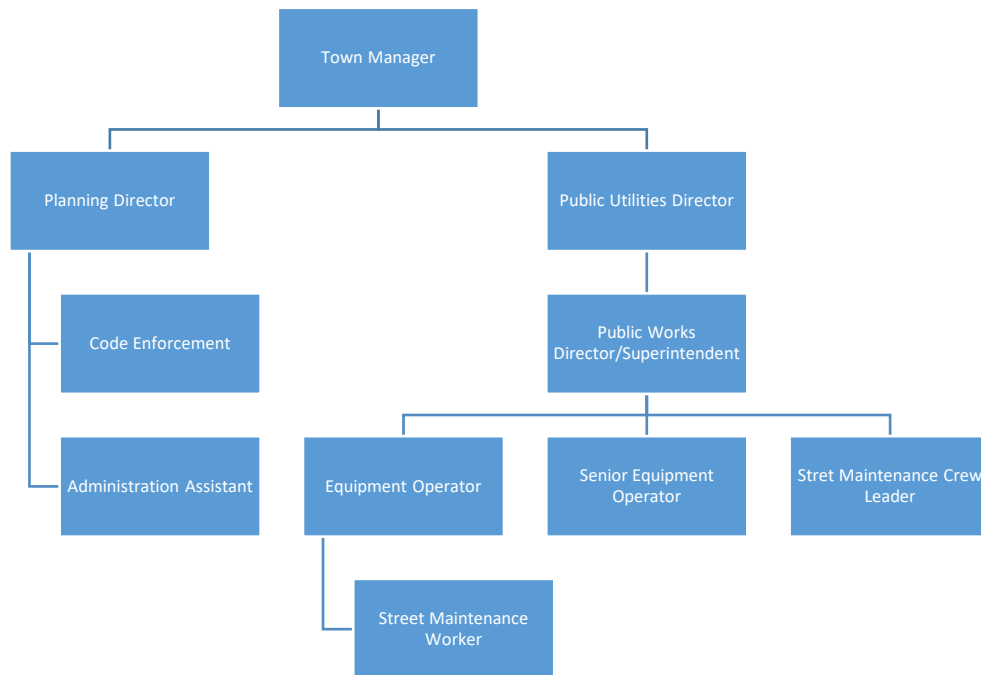 Town Manager
Planning Director
Public Utilities Director
Code Enforcement
Public Works
Director/Superintendent
Administration Assistant
Equipment Operator
Senior Equipment
Operator
Stret Maintenance Crew
Leader
Street Maintenance
Worker